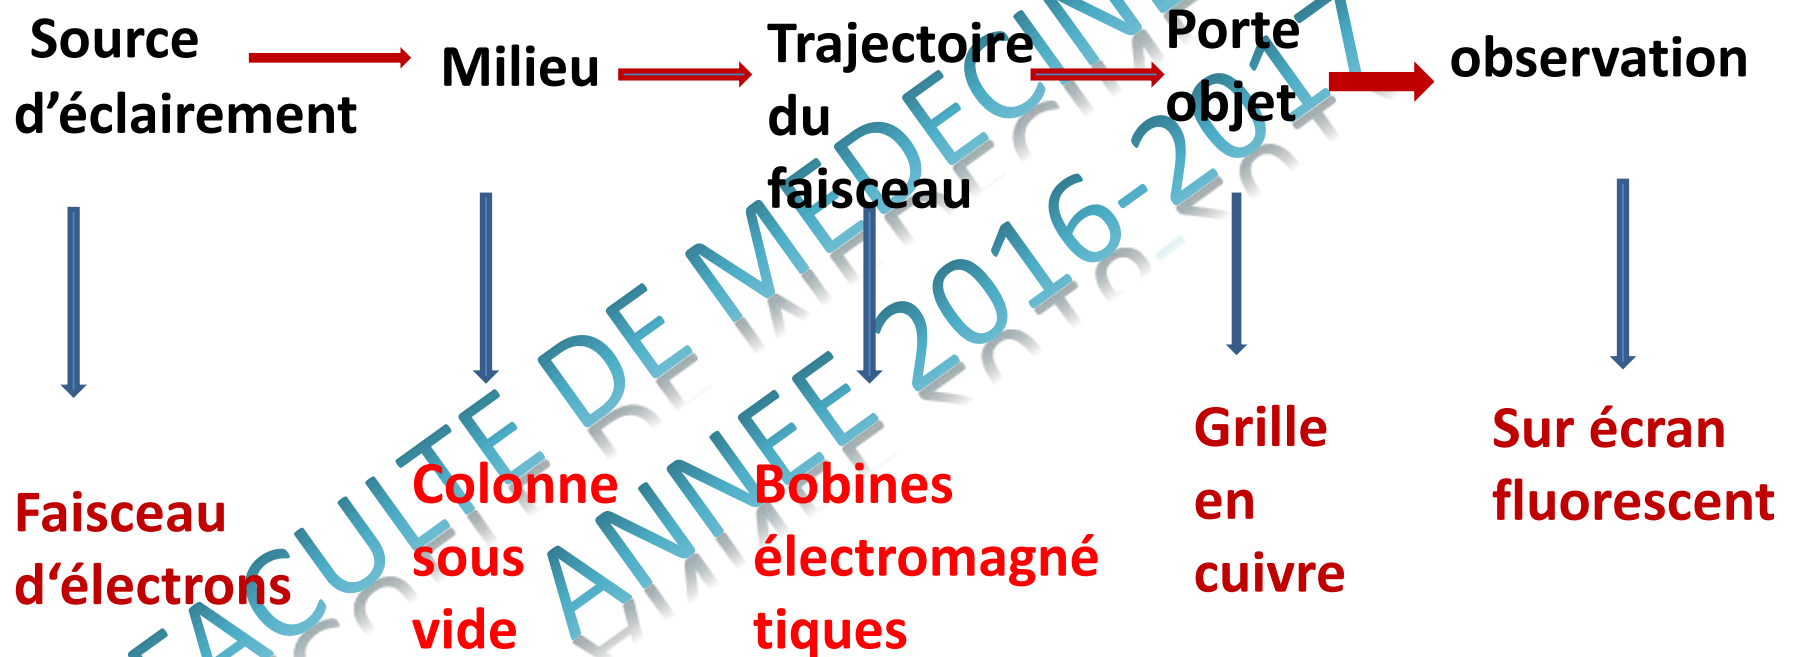 Source
d’éclairement
Milieu
Trajectoire
du
faisceau
Porte
objet
observation
Faisceau
d‘électrons
Colonne
sous
vide
Bobines
électromagné
tiques
Grille
en
cuivre
Sur écran
fluorescent
FACULTE DE MEDECINE
ANNEE 2016-2017